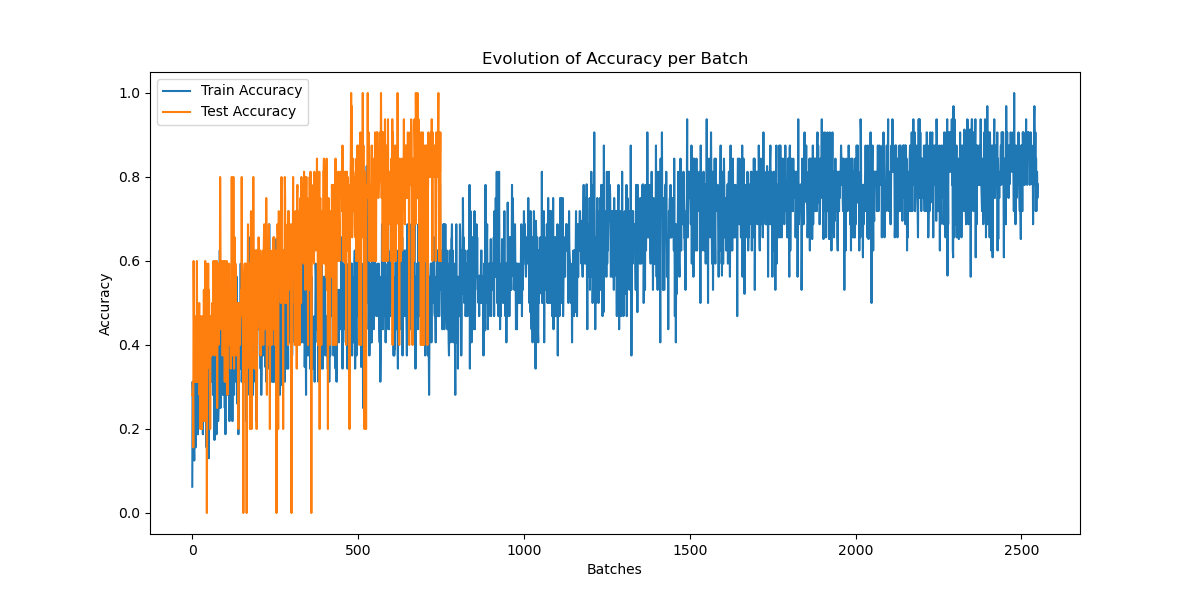 Evolution of Accuracy per Batch
Train Accuracy
Test Accuracy
Accuracy
1.0
0.8
0.6
0.4
0.2
0.0
0
500
1000
1500
2000
2500
Batches